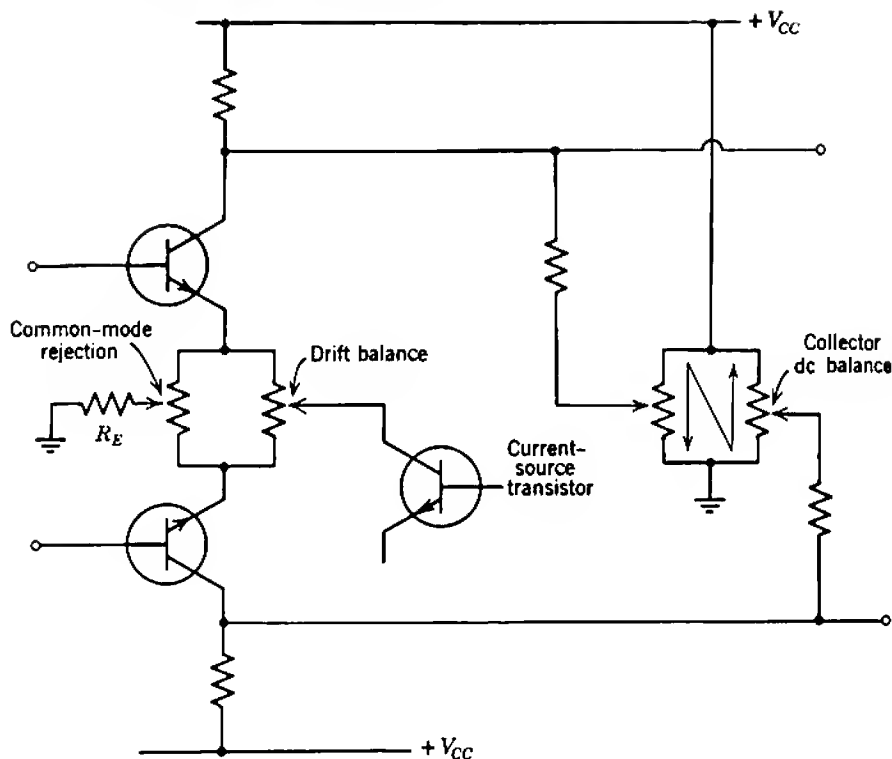 + V_CC
Common-mode
rejection
Drift balance
Collector
dc balance
R_E
Current-
source
transistor
+ V_CC